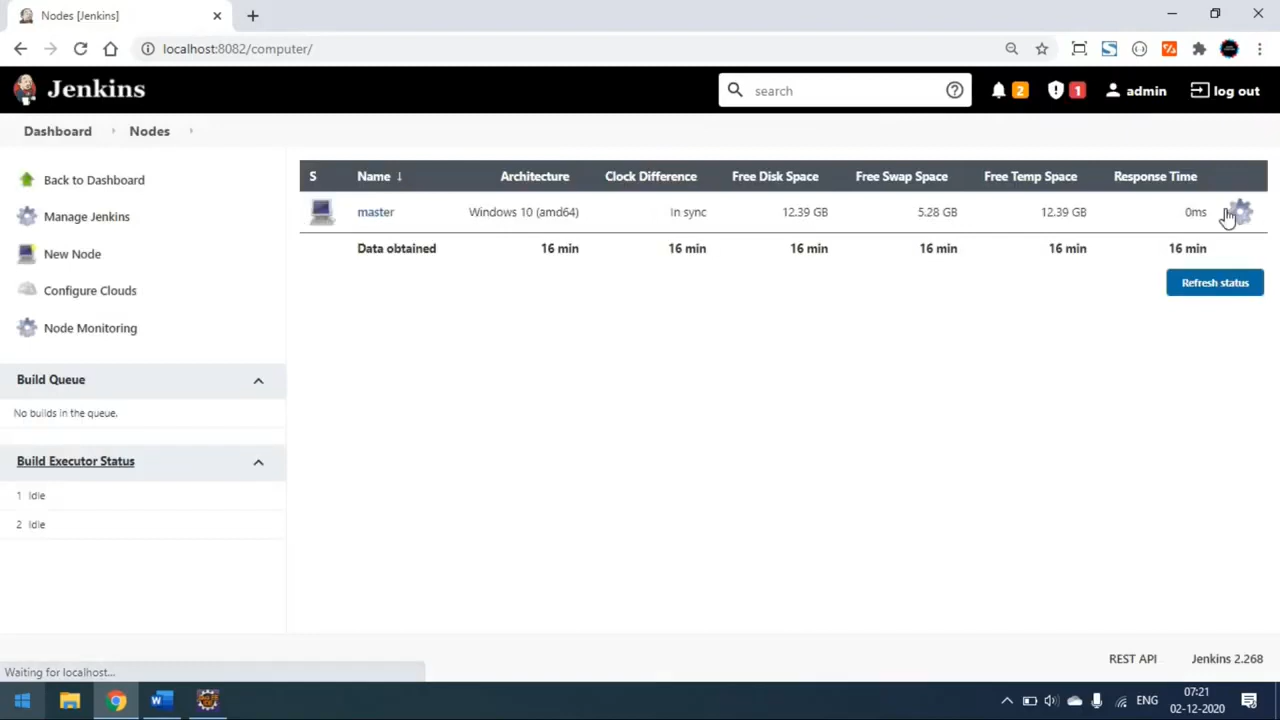 Nodes [Jenkins]
localhost:8082/computer/
Jenkins
search
2
1
admin
log out
Dashboard
Nodes
Back to Dashboard
Manage Jenkins
New Node
Configure Clouds
Node Monitoring
Build Queue
No builds in the queue.
Build Executor Status
1 Idle
2 Idle
S Name ↓ Architecture Clock Difference Free Disk Space Free Swap Space Free Temp Space Response Time
master Windows 10 (amd64) In sync 12.39 GB 5.28 GB 12.39 GB 0ms
Data obtained 16 min 16 min 16 min 16 min 16 min 16 min
Refresh status
REST API Jenkins 2.268
Waiting for localhost...
ENG
07:21
02-12-2020